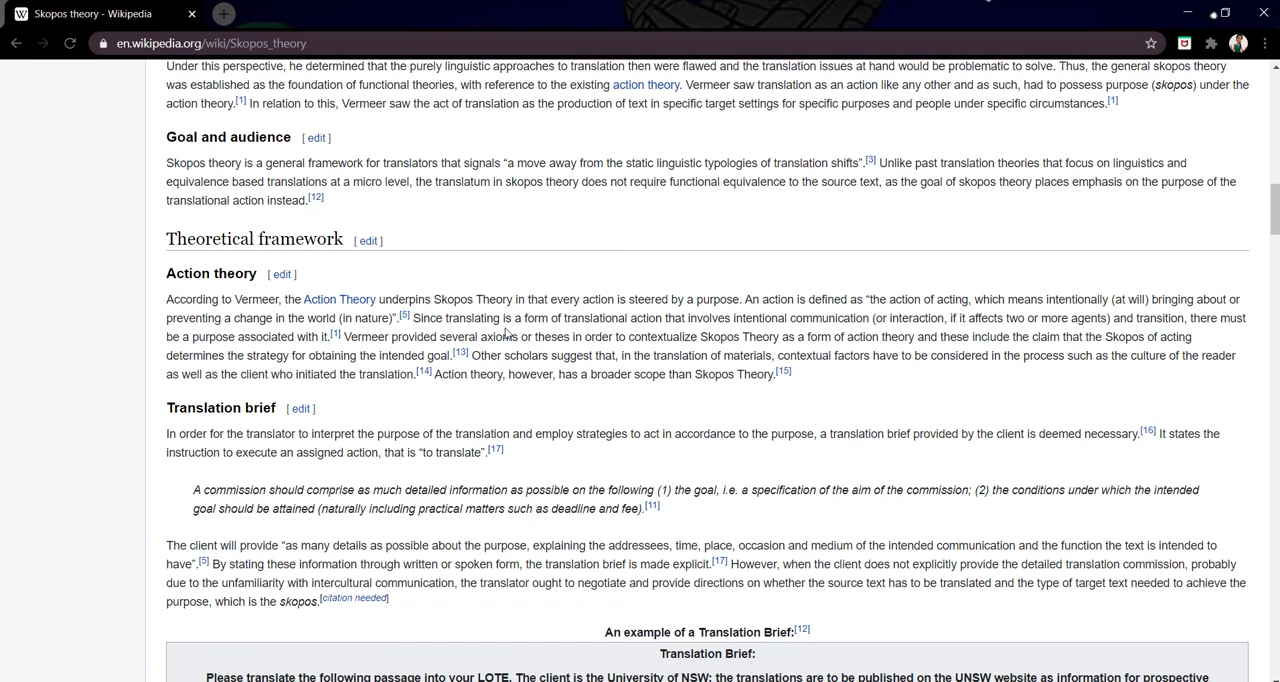 Skopos theory - Wikipedia
en.wikipedia.org/wiki/Skopos_theory
Under this perspective, he determined that the purely linguistic approaches to translation then were flawed and the translation issues at hand would be problematic to solve. Thus, the general skopos theory
was established as the foundation of functional theories, with reference to the existing action theory. Vermeer saw translation as an action like any other and as such, had to possess purpose (skopos) under the
action theory.[1] In relation to this, Vermeer saw the act of translation as the production of text in specific target settings for specific purposes and people under specific circumstances.[1]
Goal and audience [ edit ]
Skopos theory is a general framework for translators that signals “a move away from the static linguistic typologies of translation shifts”.[3] Unlike past translation theories that focus on linguistics and
equivalence based translations at a micro level, the translatum in skopos theory does not require functional equivalence to the source text, as the goal of skopos theory places emphasis on the purpose of the
translational action instead.[12]
Theoretical framework [ edit ]
Action theory [ edit ]
According to Vermeer, the Action Theory underpins Skopos Theory in that every action is steered by a purpose. An action is defined as “the action of acting, which means intentionally (at will) bringing about or
preventing a change in the world (in nature)”.[5] Since translating is a form of translational action that involves intentional communication (or interaction, if it affects two or more agents) and transition, there must
be a purpose associated with it.[1] Vermeer provided several axioms or theses in order to contextualize Skopos Theory as a form of action theory and these include the claim that the Skopos of acting
determines the strategy for obtaining the intended goal.[13] Other scholars suggest that, in the translation of materials, contextual factors have to be considered in the process such as the culture of the reader
as well as the client who initiated the translation.[14] Action theory, however, has a broader scope than Skopos Theory.[15]
Translation brief [ edit ]
In order for the translator to interpret the purpose of the translation and employ strategies to act in accordance to the purpose, a translation brief provided by the client is deemed necessary.[16] It states the
instruction to execute an assigned action, that is “to translate”.[17]
A commission should comprise as much detailed information as possible on the following (1) the goal, i.e. a specification of the aim of the commission; (2) the conditions under which the intended
goal should be attained (naturally including practical matters such as deadline and fee).[11]
The client will provide “as many details as possible about the purpose, explaining the addressees, time, place, occasion and medium of the intended communication and the function the text is intended to
have”.[5] By stating these information through written or spoken form, the translation brief is made explicit.[17] However, when the client does not explicitly provide the detailed translation commission, probably
due to the unfamiliarity with intercultural communication, the translator ought to negotiate and provide directions on whether the source text has to be translated and the type of target text needed to achieve the
purpose, which is the skopos.[citation needed]
An example of a Translation Brief:[12]
Translation Brief:
Please translate the following passage into your LOTE. The client is the University of NSW; the translations are to be published on the UNSW website as information for prospective